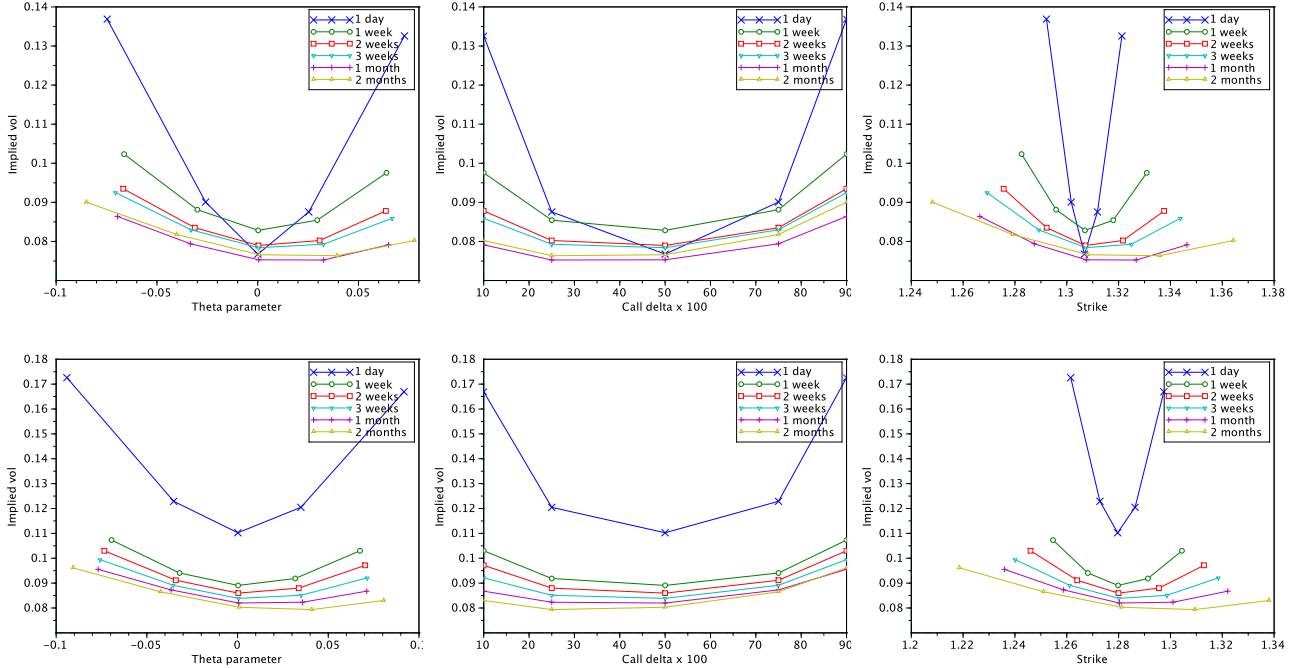 0.14
0.13
0.12
0.11
0.1
0.09
0.08
Implied vol
-0.1
-0.05
0
0.05
Theta parameter
1 day
1 week
2 weeks
3 weeks
1 month
2 months
0.14
0.13
0.12
0.11
0.1
0.09
0.08
Implied vol
10
20
30
40
50
60
70
80
90
Call delta x 100
1 day
1 week
2 weeks
3 weeks
1 month
2 months
0.14
0.13
0.12
0.11
0.1
0.09
0.08
Implied vol
1.24
1.26
1.28
1.3
1.32
1.34
1.36
1.38
Strike
1 day
1 week
2 weeks
3 weeks
1 month
2 months
0.18
0.17
0.16
0.15
0.14
0.13
0.12
0.11
0.1
0.09
0.08
Implied vol
-0.1
-0.05
0
0.05
Theta parameter
1 day
1 week
2 weeks
3 weeks
1 month
2 months
0.18
0.17
0.16
0.15
0.14
0.13
0.12
0.11
0.1
0.09
0.08
Implied vol
10
20
30
40
50
60
70
80
90
Call delta x 100
1 day
1 week
2 weeks
3 weeks
1 month
2 months
0.18
0.17
0.16
0.15
0.14
0.13
0.12
0.11
0.1
0.09
0.08
Implied vol
1.2
1.22
1.24
1.26
1.28
1.3
1.32
1.34
Strike
1 day
1 week
2 weeks
3 weeks
1 month
2 months